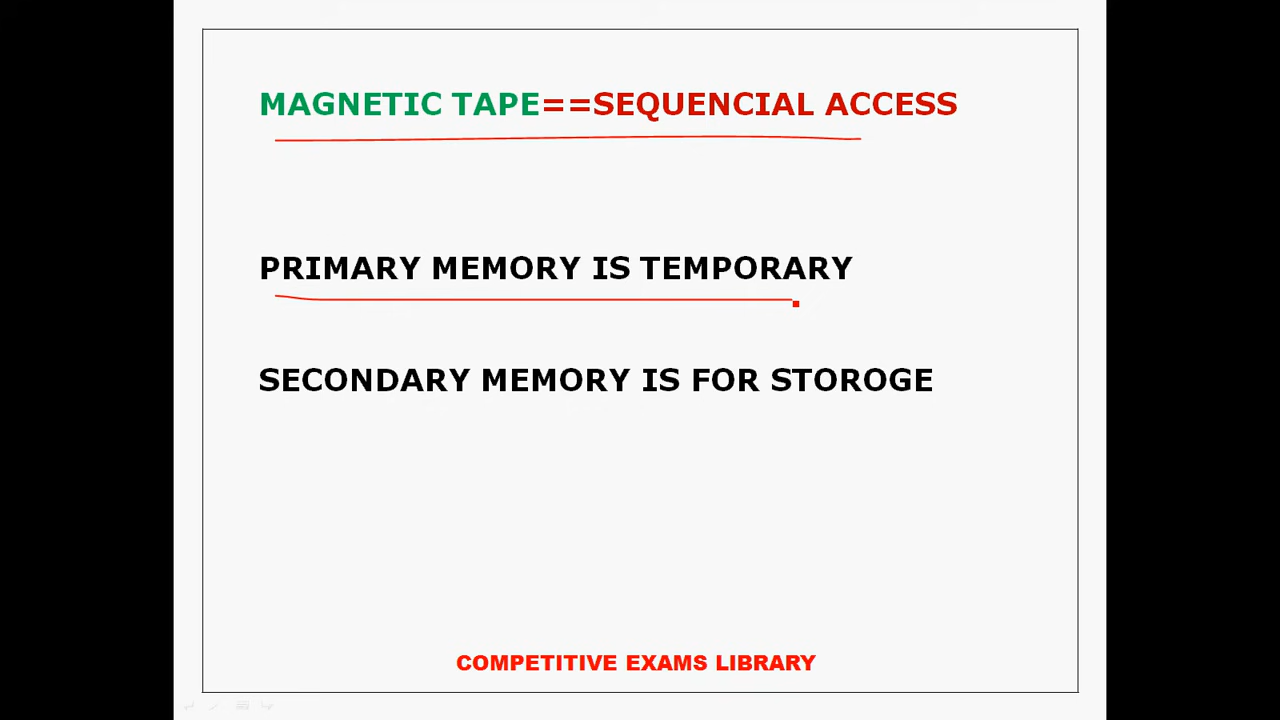 MAGNETIC TAPE==SEQUENCIAL ACCESS
PRIMARY MEMORY IS TEMPORARY
SECONDARY MEMORY IS FOR STOROGE
COMPETITIVE EXAMS LIBRARY